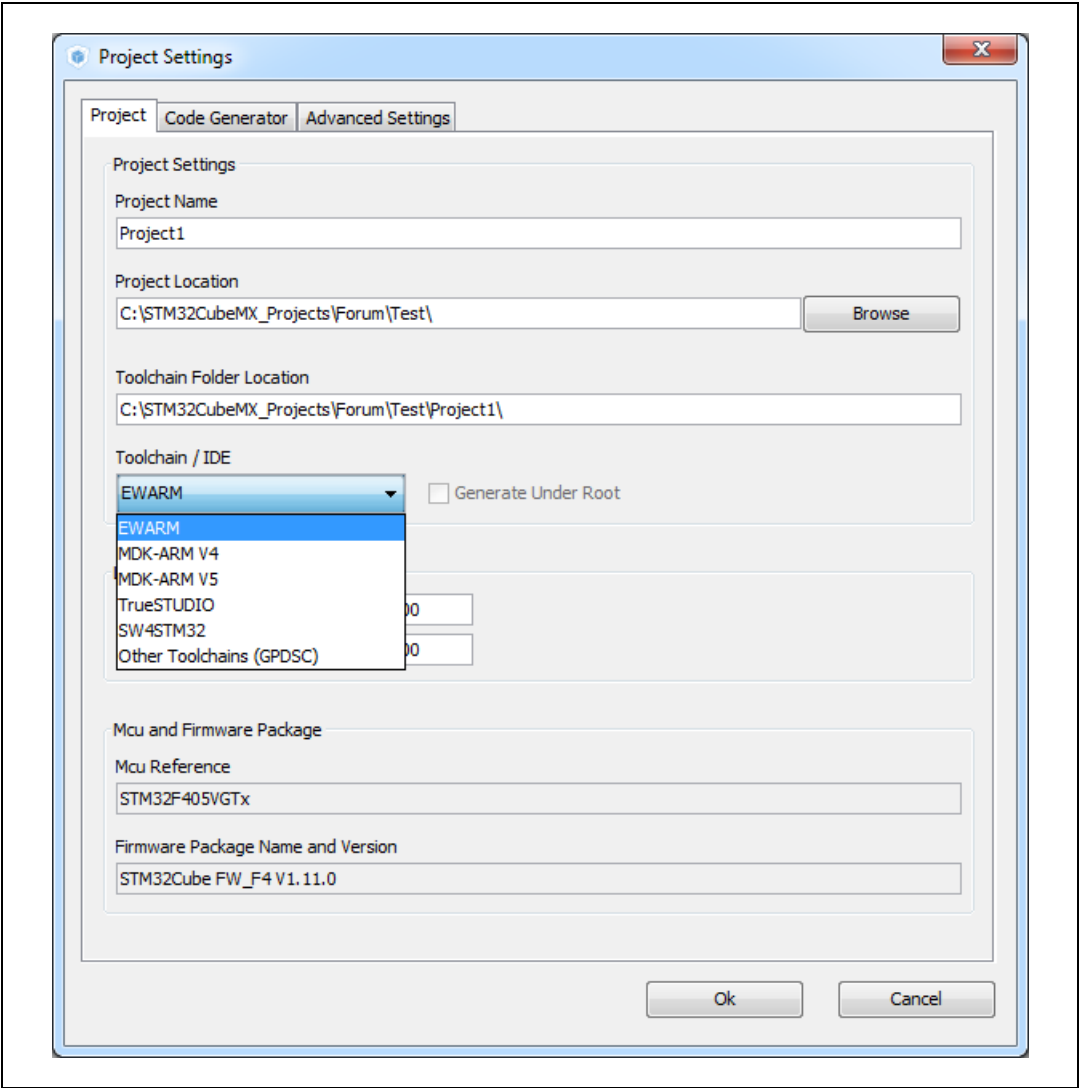 Project Settings
Project Code Generator Advanced Settings
Project Settings
Project Name
Project1
Project Location
C:\STM32CubeMX_Projects\Forum\Test\ Browse
Toolchain Folder Location
C:\STM32CubeMX_Projects\Forum\Test\Project1\
Toolchain / IDE
EWARM Generate Under Root
EWARM
MDK-ARM V4
MDK-ARM V5
TrueSTUDIO
SW4STM32
Other Toolchains (GPDSC)
Mcu and Firmware Package
Mcu Reference
STM32F405VGTx
Firmware Package Name and Version
STM32Cube FW_F4 V1.11.0
Ok Cancel